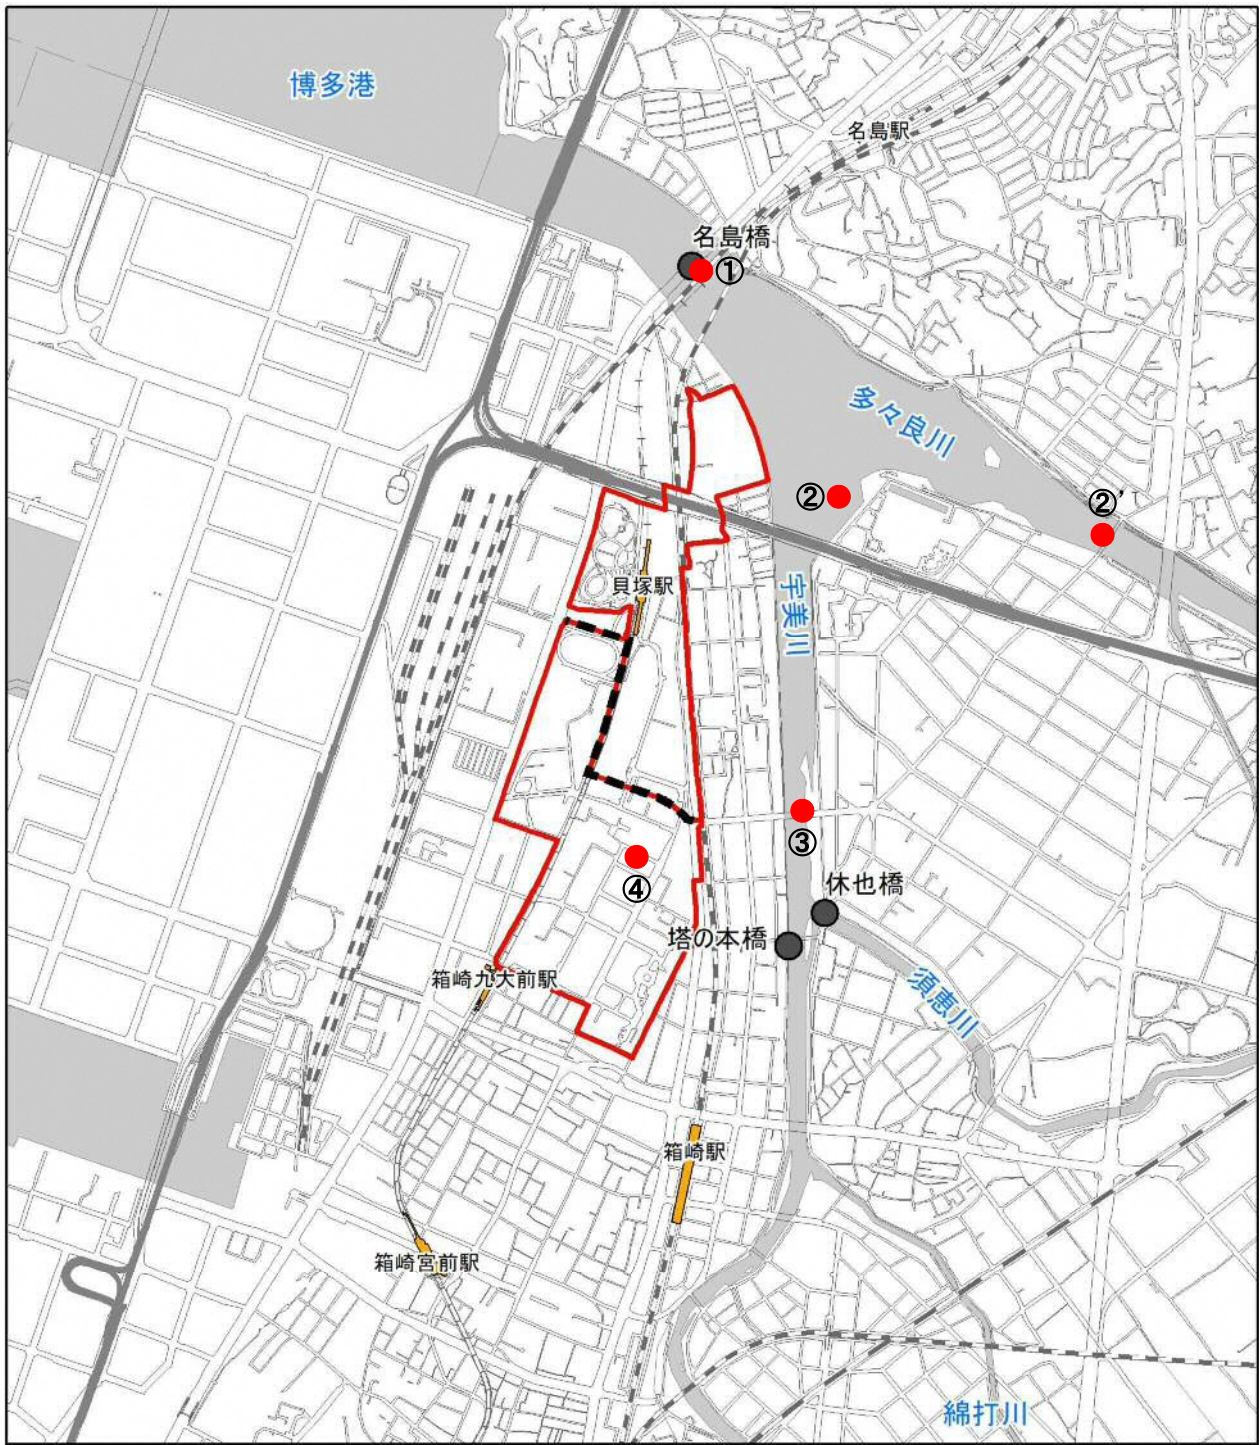 博多港
名島駅
名島橋
①
多々良川
②
②’
貝塚駅
宇美川
③
④
休也橋
塔の本橋
箱崎九大前駅
須恵川
箱崎駅
箱崎宮前駅
綿打川